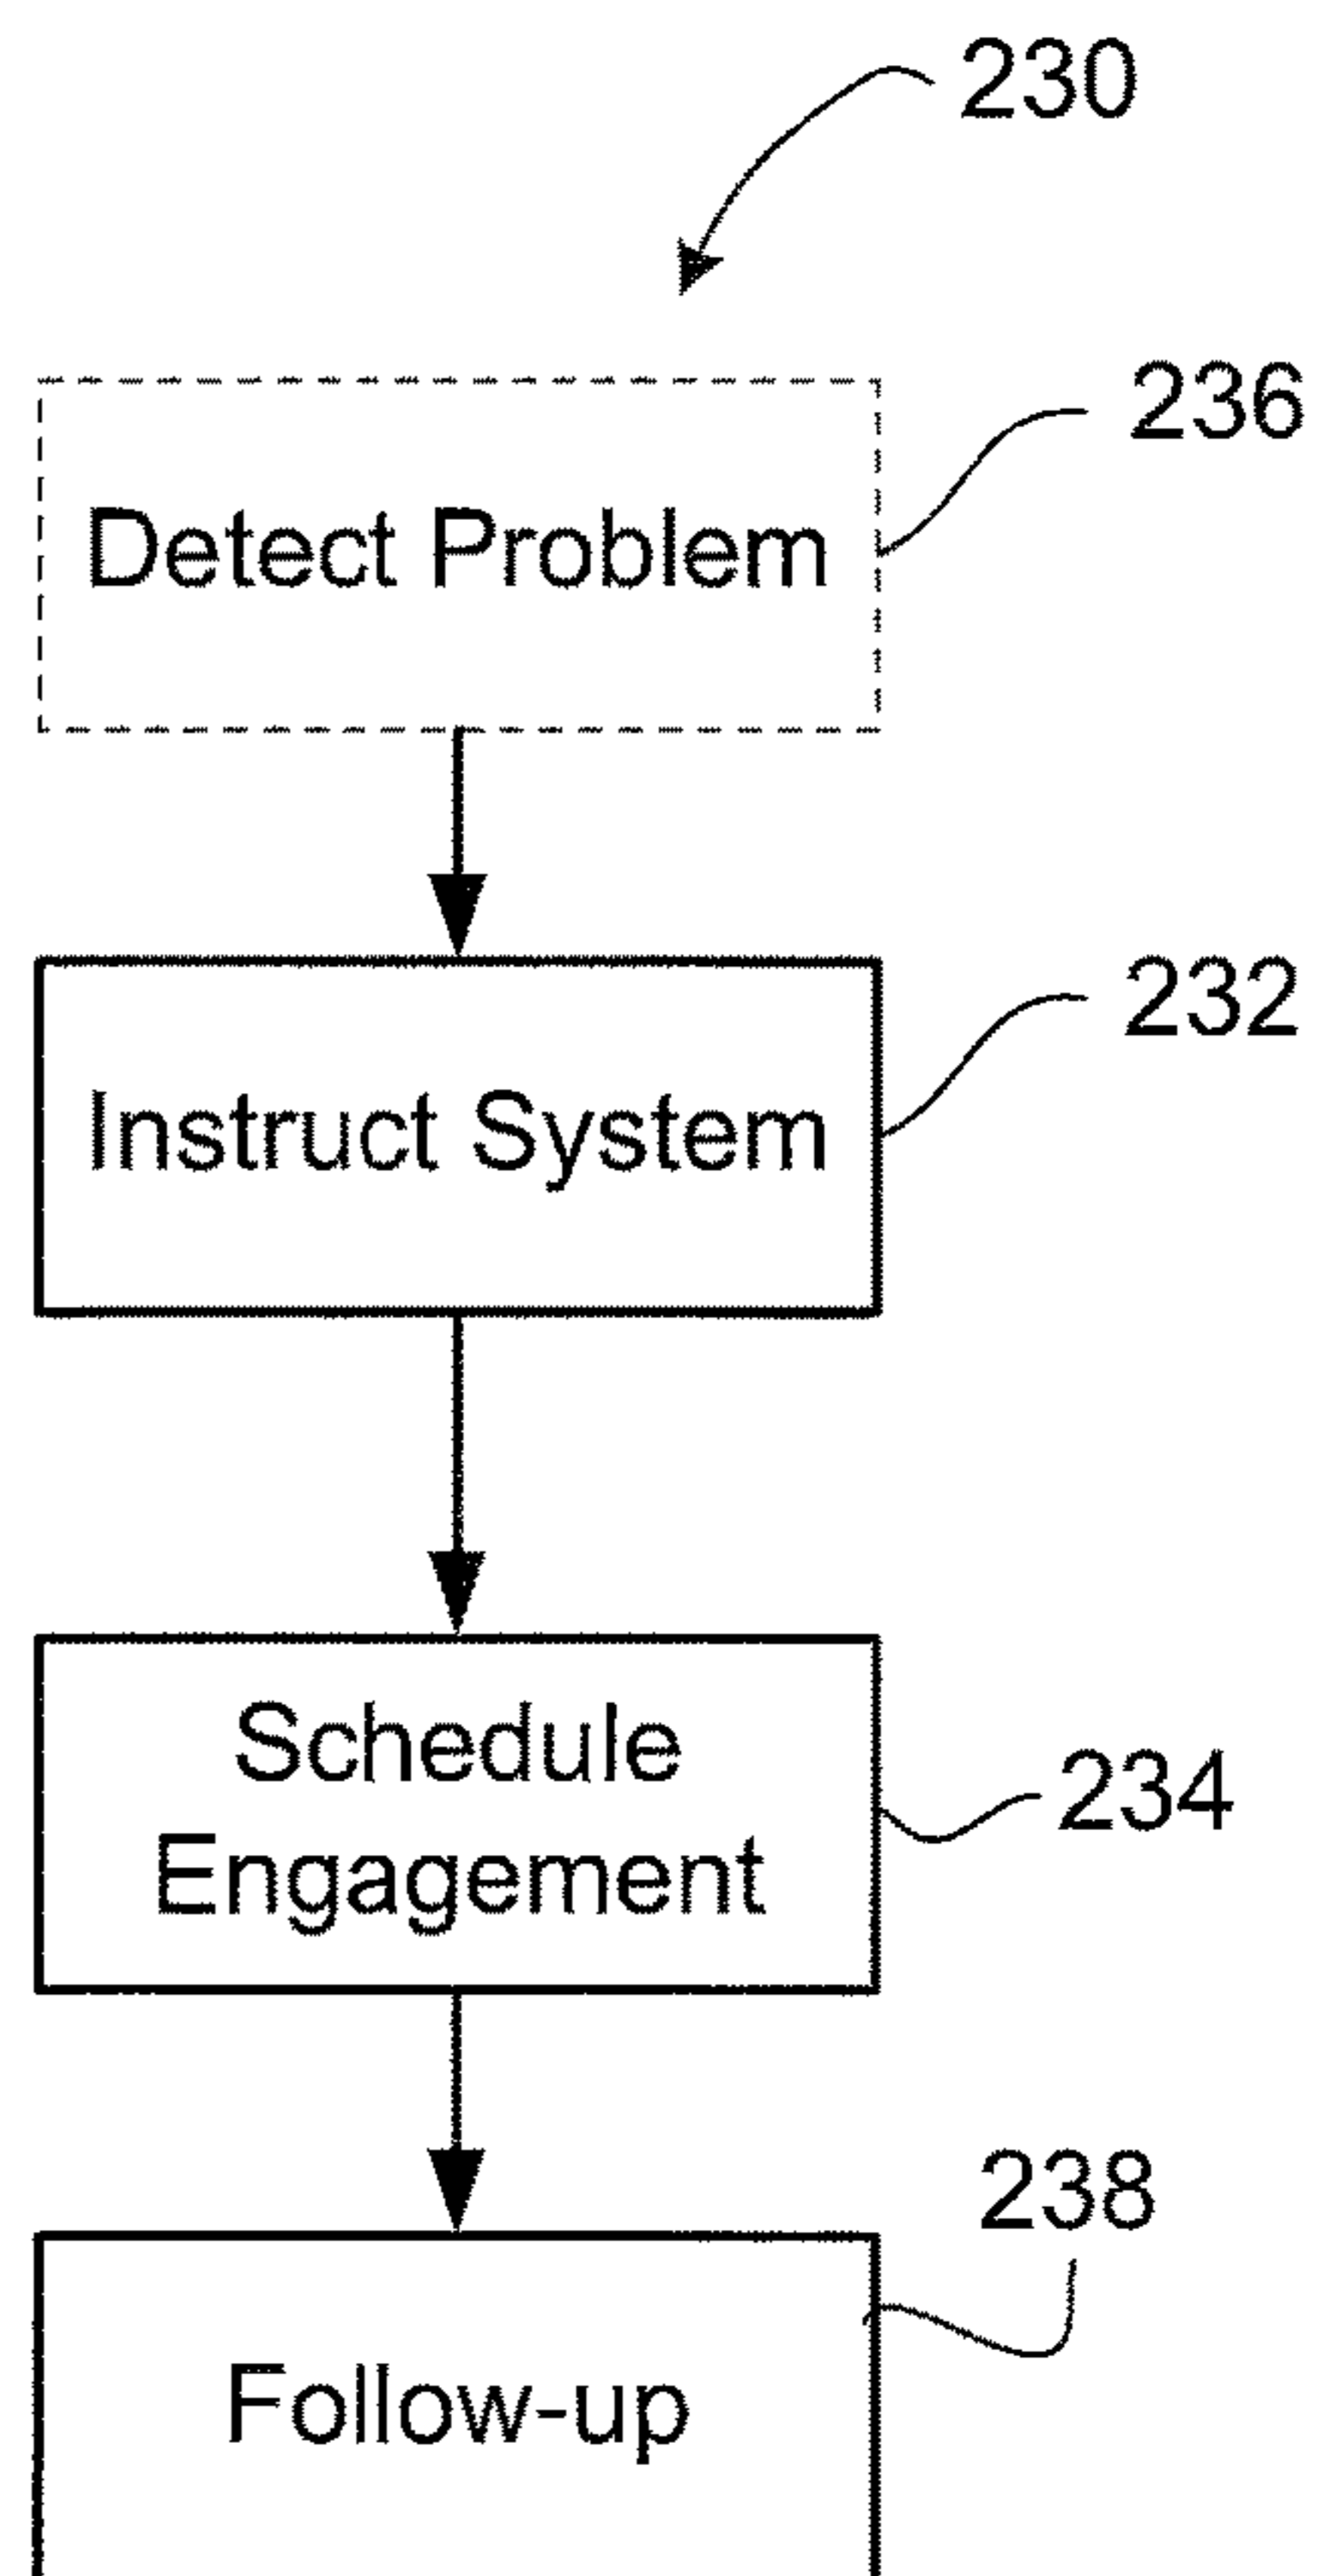 230
236
Detect Problem
232
Instruct System
Schedule
234
Engagement
238
Follow-up